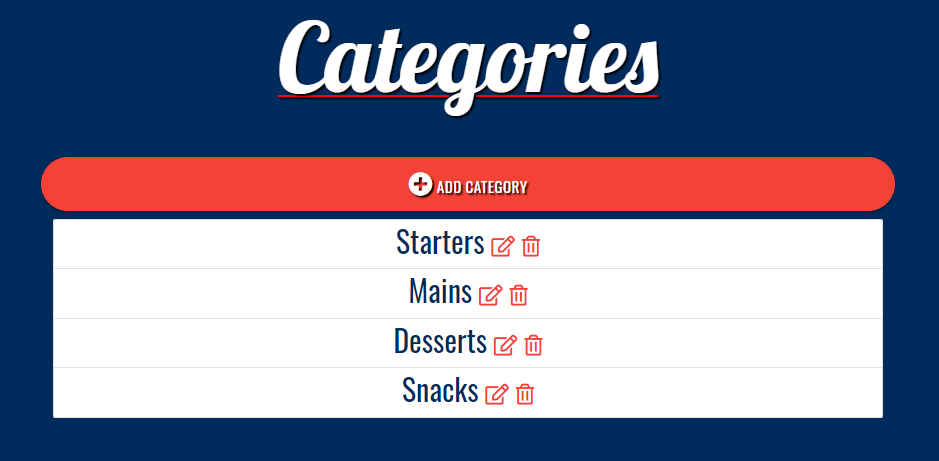 Categories
ADD CATEGORY
Starters
Mains
Desserts
Snacks